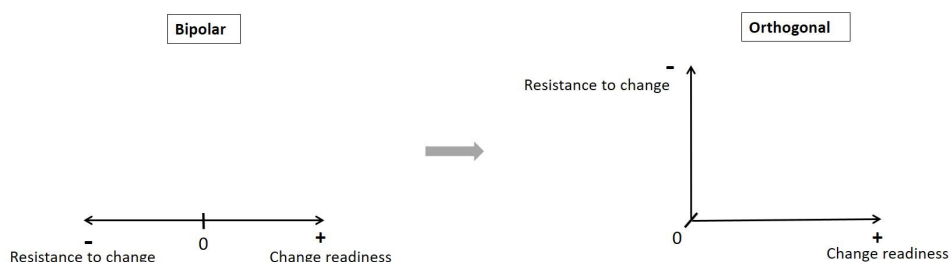 Bipolar
-
0
+
Resistance to change
Change readiness
Orthogonal
-
Resistance to change
0
+
Change readiness